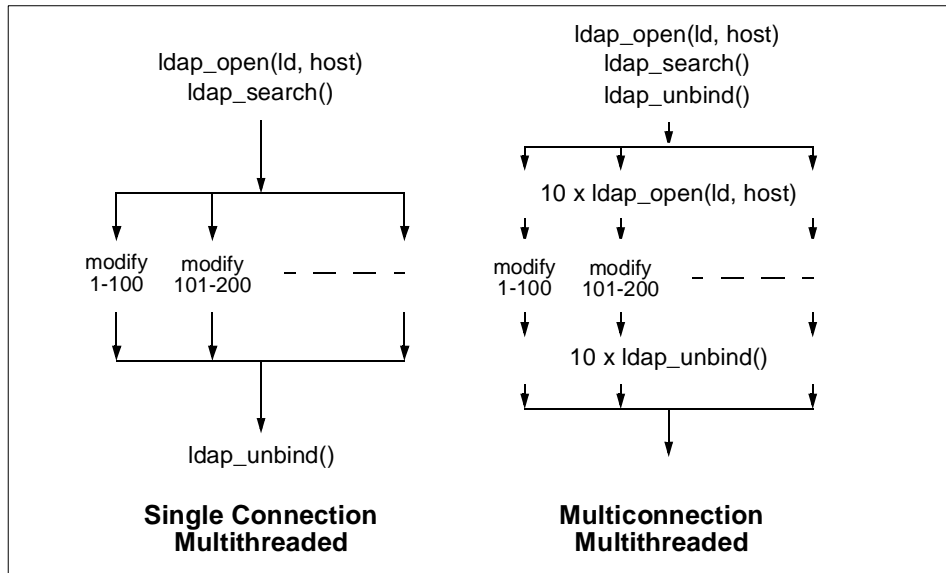 ldap_open(ld, host)
ldap_search()
modify
1-100
modify
101-200
ldap_unbind()
Single Connection
Multithreaded
ldap_open(ld, host)
ldap_search()
ldap_unbind()
10 x ldap_open(ld, host)
modify
1-100
modify
101-200
10 x ldap_unbind()
Multiconnection
Multithreaded